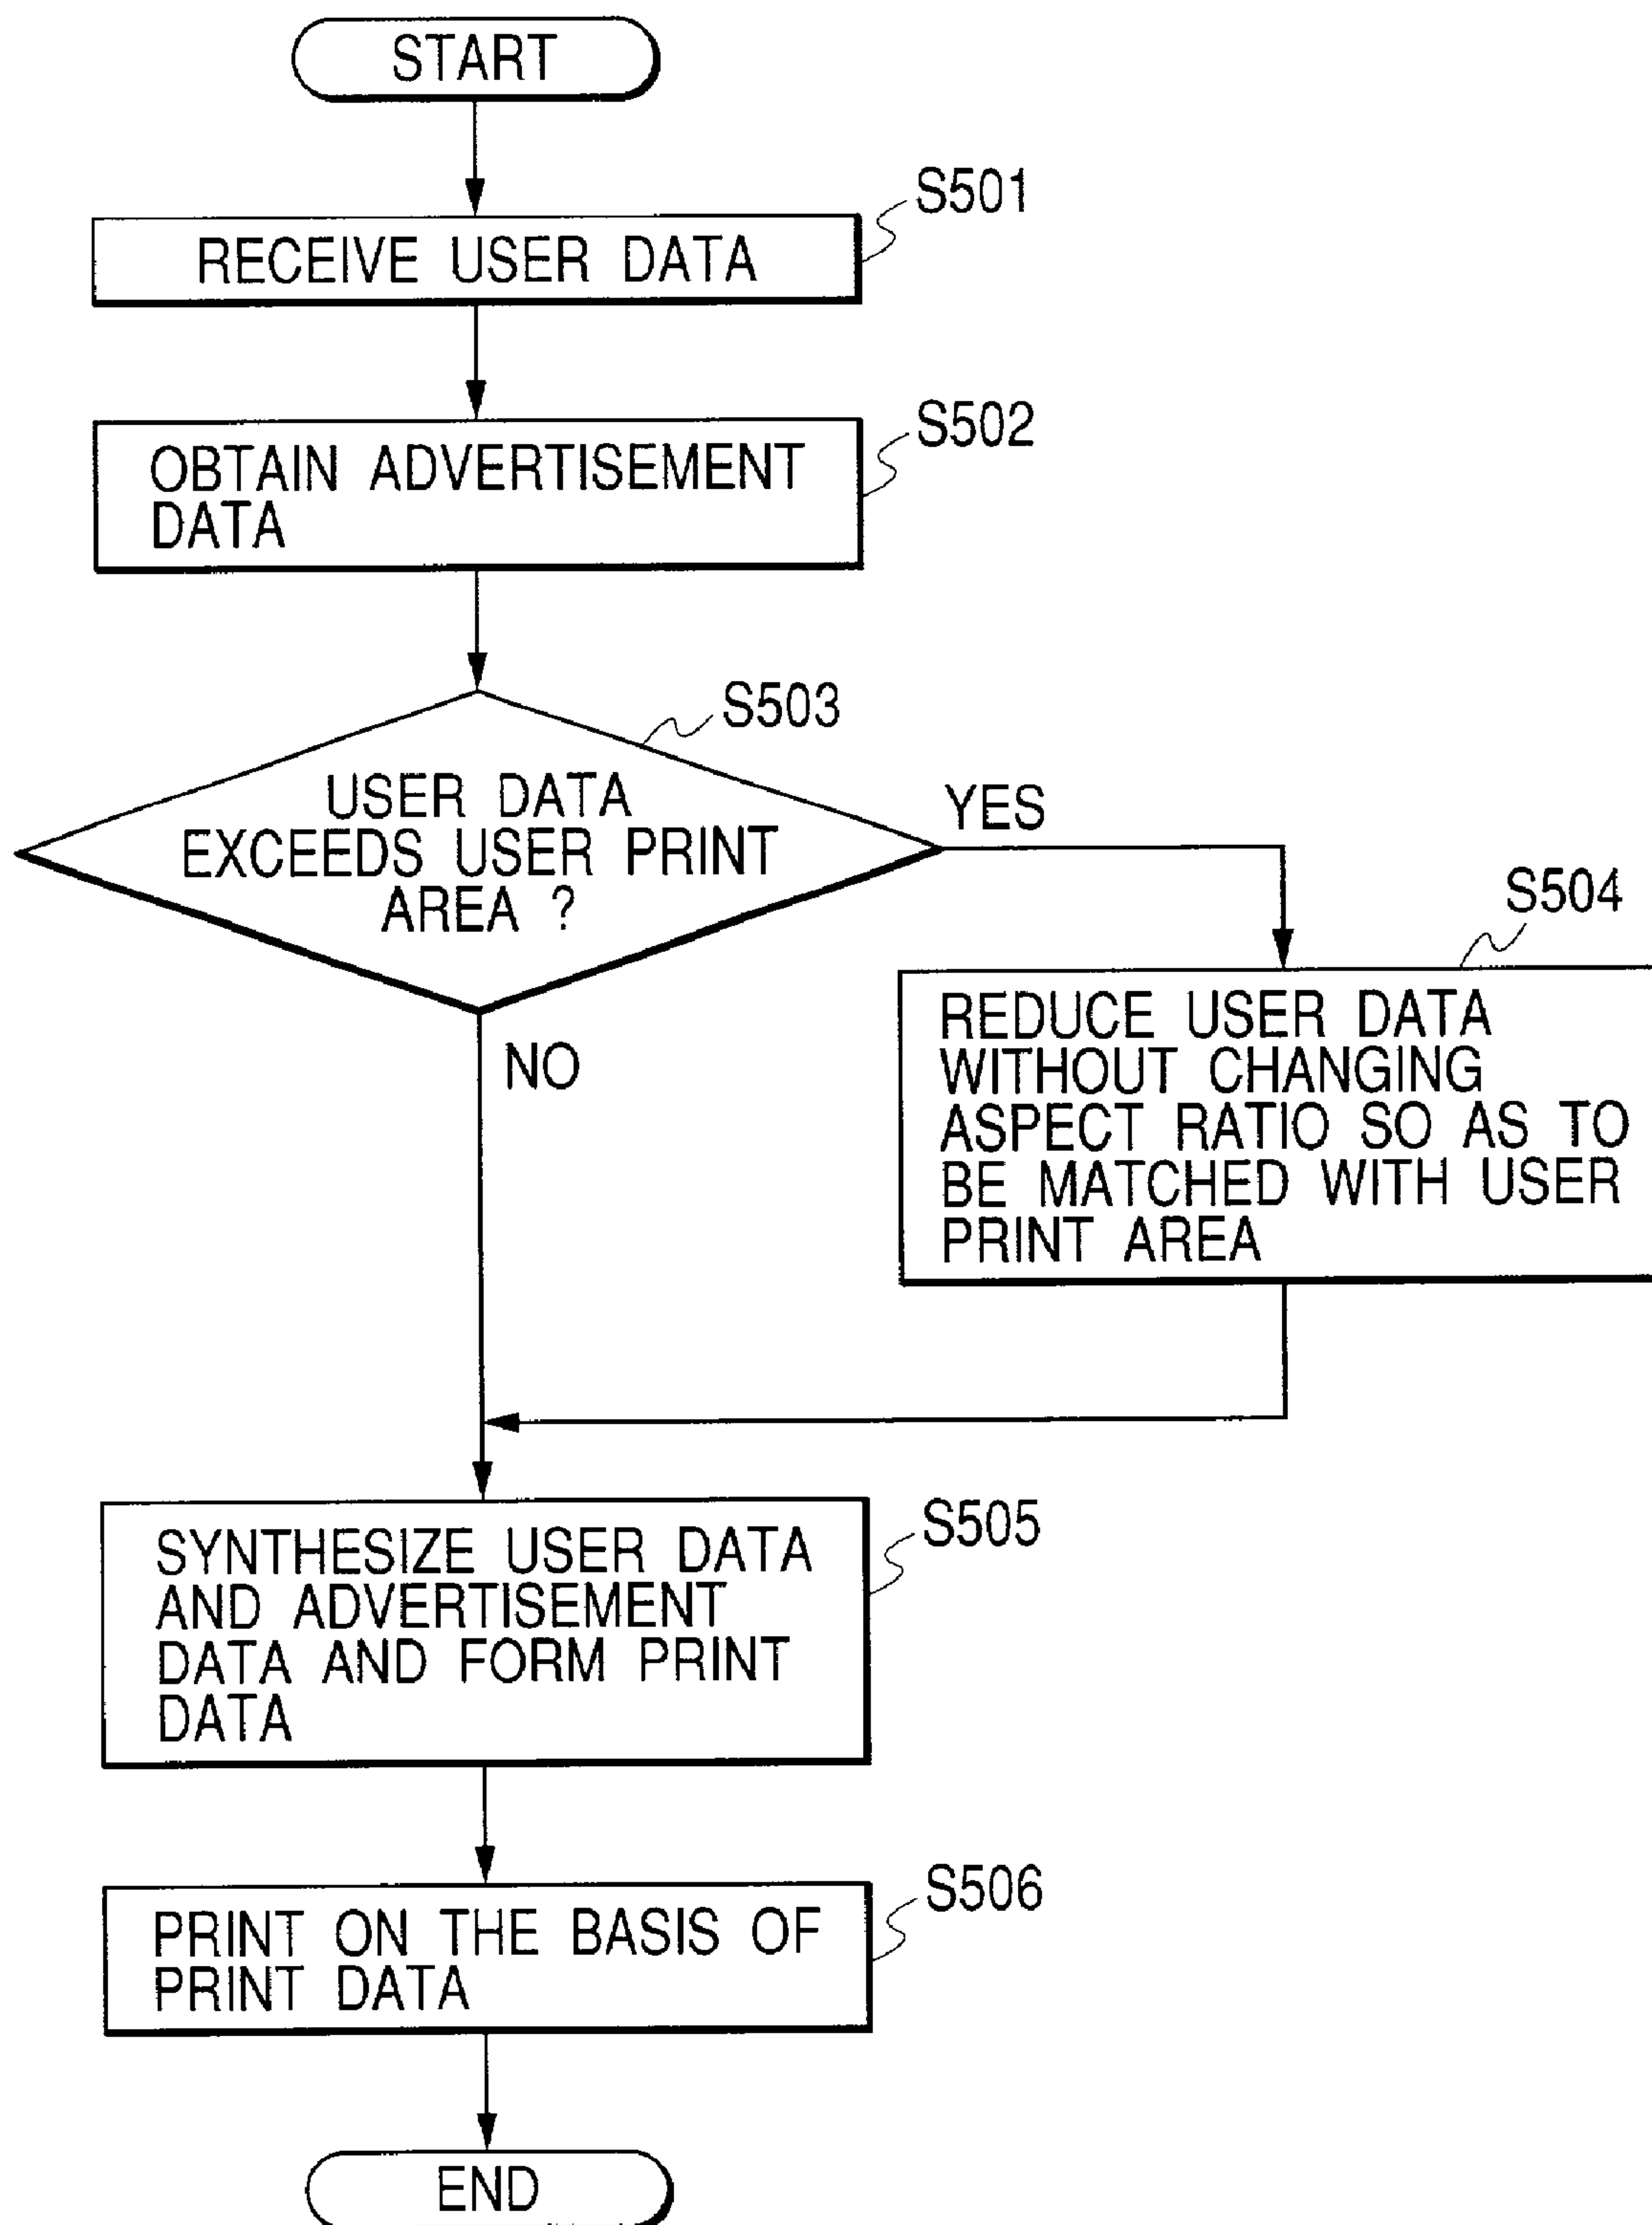 START
S501
RECEIVE USER DATA
S502
OBTAIN ADVERTISEMENT
DATA
S503
USER DATA
EXCEEDS USER PRINT
AREA ?
YES
NO
S504
REDUCE USER DATA
WITHOUT CHANGING
ASPECT RATIO SO AS TO
BE MATCHED WITH USER
PRINT AREA
S505
SYNTHESIZE USER DATA
AND ADVERTISEMENT
DATA AND FORM PRINT
DATA
S506
PRINT ON THE BASIS OF
PRINT DATA
END